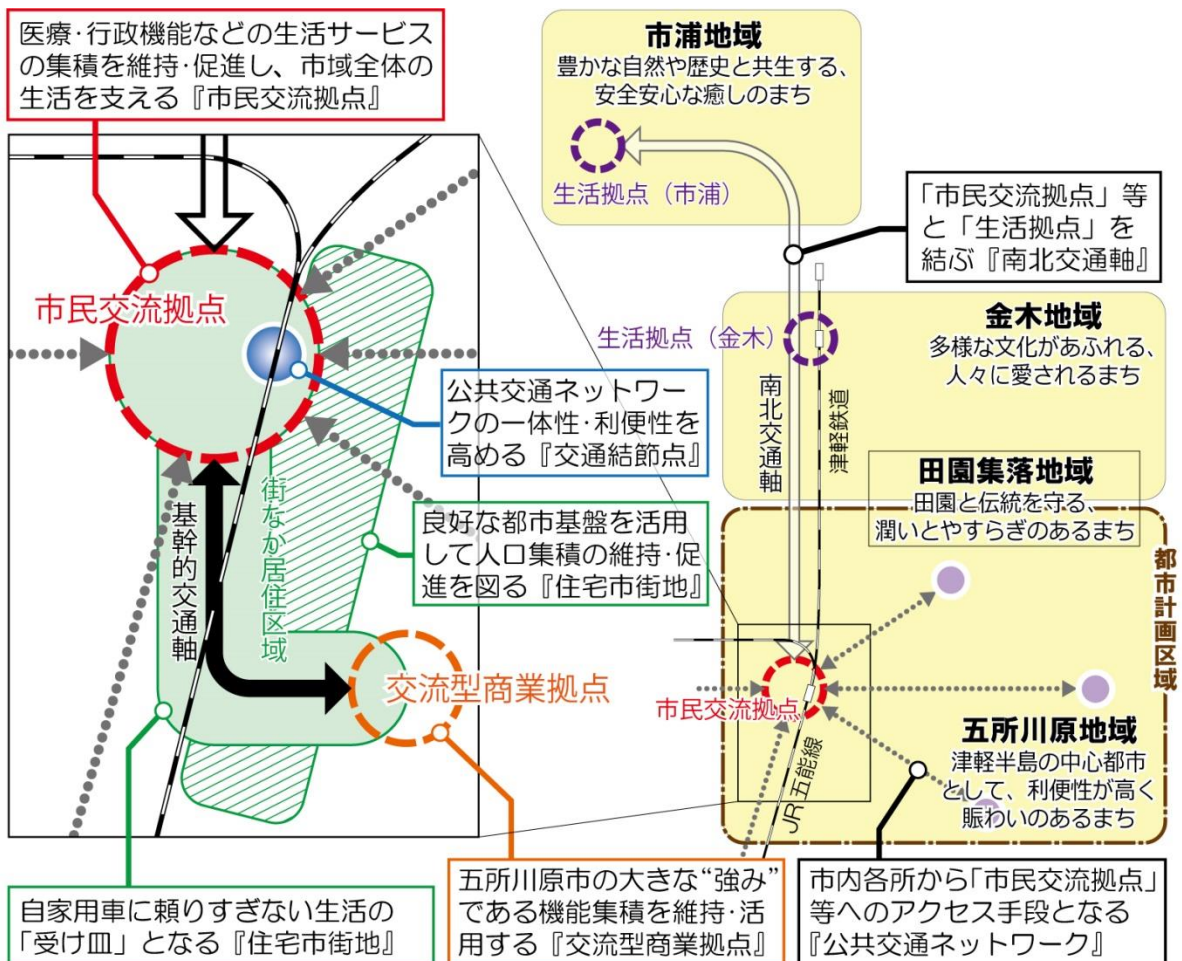 医療・行政機能などの生活サービス
の集積を維持・促進し、市域全体の
生活を支える『市民交流拠点』
市民交流拠点
公共交通ネットワー
クの一体性・利便性を
高める『交通結節点』
良好な都市基盤を活用
して人口集積の維持・促
進を図る『住宅市街地』
基幹的交通軸
街なか居住区域
交流型商業拠点
自家用車に頼りすぎない生活の
「受け皿」となる『住宅市街地』
五所川原市の大きな“強み”
である機能集積を維持・活
用する『交流型商業拠点』
市浦地域
豊かな自然や歴史と共生する、
安全安心な癒しのまち
生活拠点（市浦）
「市民交流拠点」等
と「生活拠点」を
結ぶ『南北交通軸』
生活拠点（金木）
金木地域
多様な文化があふれる、
人々に愛されるまち
南北交通軸
津軽鉄道
田園集落地域
田園と伝統を守る、
潤いとやすらぎのあるまち
都市計画区域
市民交流拠点
JR五能線
五所川原地域
津軽半島の中心都市
として、利便性が高く
賑わいのあるまち
市内各所から「市民交流拠点」
等へのアクセス手段となる
『公共交通ネットワーク』